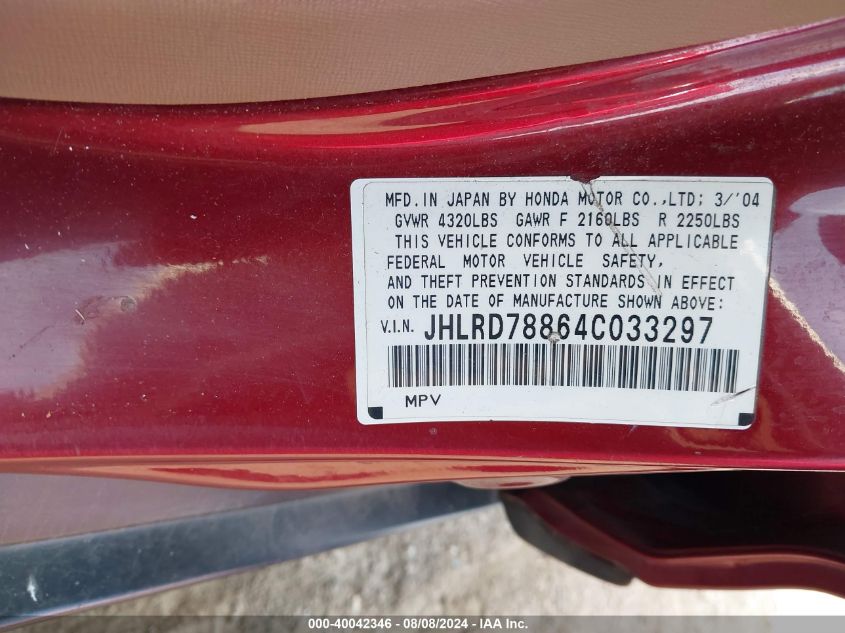 MFD. IN JAPAN BY HONDA MOTOR CO.,LTD; 3/'04
GVWR 4320LBS GAWR F 2160LBS R 2250LBS
THIS VEHICLE CONFORMS TO ALL APPLICABLE
FEDERAL MOTOR VEHICLE SAFETY,
AND THEFT PREVENTION STANDARDS IN EFFECT
ON THE DATE OF MANUFACTURE SHOWN ABOVE:
V.I.N. JHLRD78864C033297
MPV
000-40042346 | 08/08/2024 - IAA Inc.